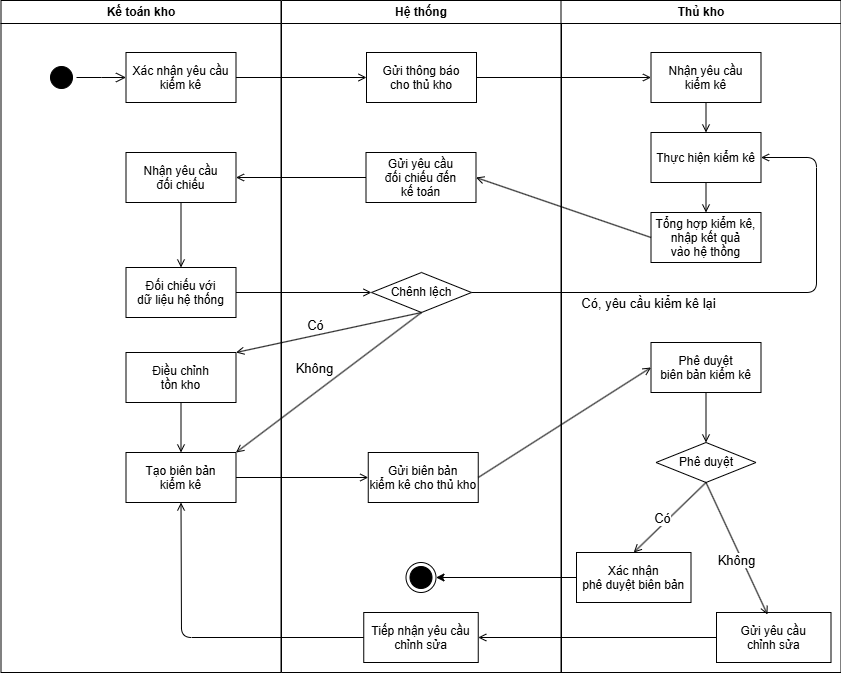 Kế toán kho
Hệ thống
Thủ kho
Xác nhận yêu cầu
kiểm kê
Gửi thông báo
cho thủ kho
Nhận yêu cầu
kiểm kê
Thực hiện kiểm kê
Nhận yêu cầu
đối chiếu
Gửi yêu cầu
đối chiếu đến
kế toán
Tổng hợp kiểm kê,
nhập kết quả
vào hệ thống
Đối chiếu với
dữ liệu hệ thống
Chênh lệch
Có, yêu cầu kiểm kê lại
Có
Không
Điều chỉnh
tồn kho
Phê duyệt
biên bản kiểm kê
Tạo biên bản
kiểm kê
Gửi biên bản
kiểm kê cho thủ kho
Phê duyệt
Có
Không
Xác nhận
phê duyệt biên bản
Tiếp nhận yêu cầu
chỉnh sửa
Gửi yêu cầu
chỉnh sửa